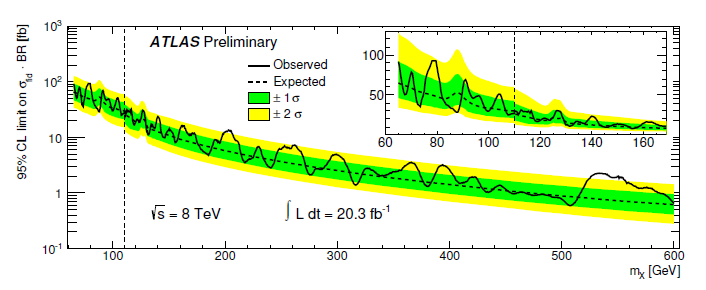 ATLAS Preliminary
Observed
Expected
± 1 σ
± 2 σ
√s = 8 TeV
∫ L dt = 20.3 fb⁻¹
95% CL limit on σ_fid · BR [fb]
10³
10²
10
1
10⁻¹
100 200 300 400 500 600
m_X [GeV]
100
50
60 80 100 120 140 160